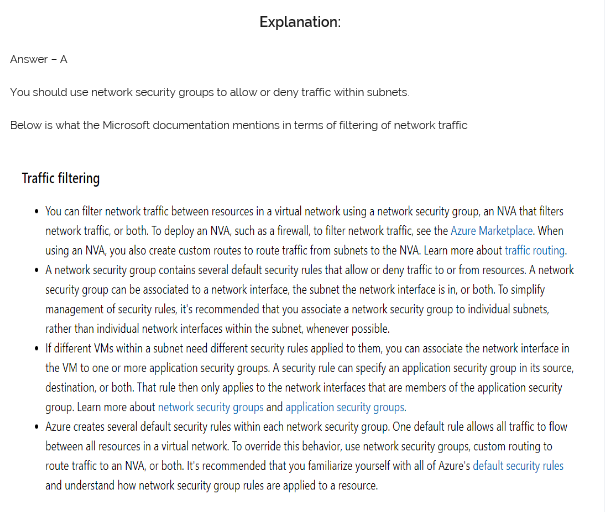 Explanation:
Answer – A
You should use network security groups to allow or deny traffic within subnets.
Below is what the Microsoft documentation mentions in terms of filtering of network traffic
Traffic filtering
• You can filter network traffic between resources in a virtual network using a network security group, an NVA that filters
network traffic, or both. To deploy an NVA, such as a firewall, to filter network traffic, see the Azure Marketplace. When
using an NVA, you also create custom routes to route traffic from subnets to the NVA. Learn more about traffic routing.
• A network security group contains several default security rules that allow or deny traffic to or from resources. A network
security group can be associated to a network interface, the subnet the network interface is in, or both. To simplify
management of security rules, it's recommended that you associate a network security group to individual subnets,
rather than individual network interfaces within the subnet, whenever possible.
• If different VMs within a subnet need different security rules applied to them, you can associate the network interface in
the VM to one or more application security groups. A security rule can specify an application security group in its source,
destination, or both. That rule then only applies to the network interfaces that are members of the application security
group. Learn more about network security groups and application security groups.
• Azure creates several default security rules within each network security group. One default rule allows all traffic to flow
between all resources in a virtual network. To override this behavior, use network security groups, custom routing to
route traffic to an NVA, or both. It's recommended that you familiarize yourself with all of Azure's default security rules
and understand how network security group rules are applied to a resource.